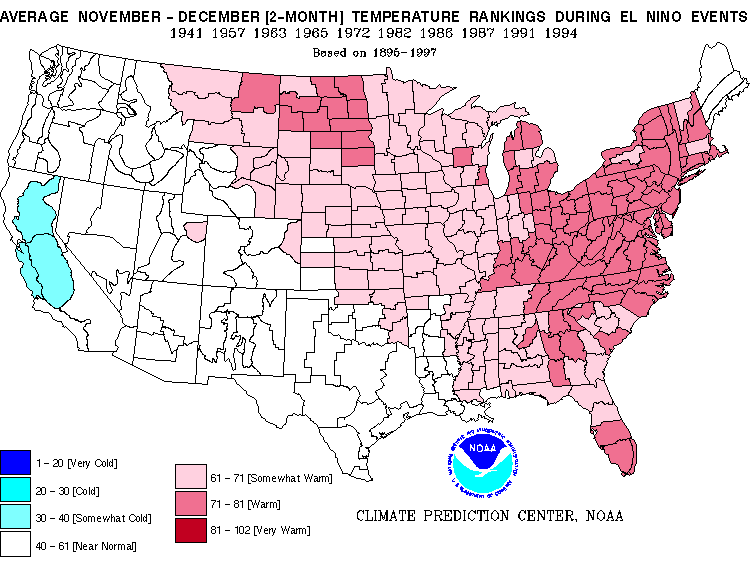 AVERAGE NOVEMBER – DECEMBER [2–MONTH] TEMPERATURE RANKINGS DURING EL NINO EVENTS
1941 1957 1963 1965 1972 1982 1986 1987 1991 1994
Based on 1895–1997
1 – 20 [Very Cold]
20 – 30 [Cold]
30 – 40 [Somewhat Cold]
40 – 61 [Near Normal]
61 – 71 [Somewhat Warm]
71 – 81 [Warm]
81 – 102 [Very Warm]
NOAA
CLIMATE PREDICTION CENTER, NOAA